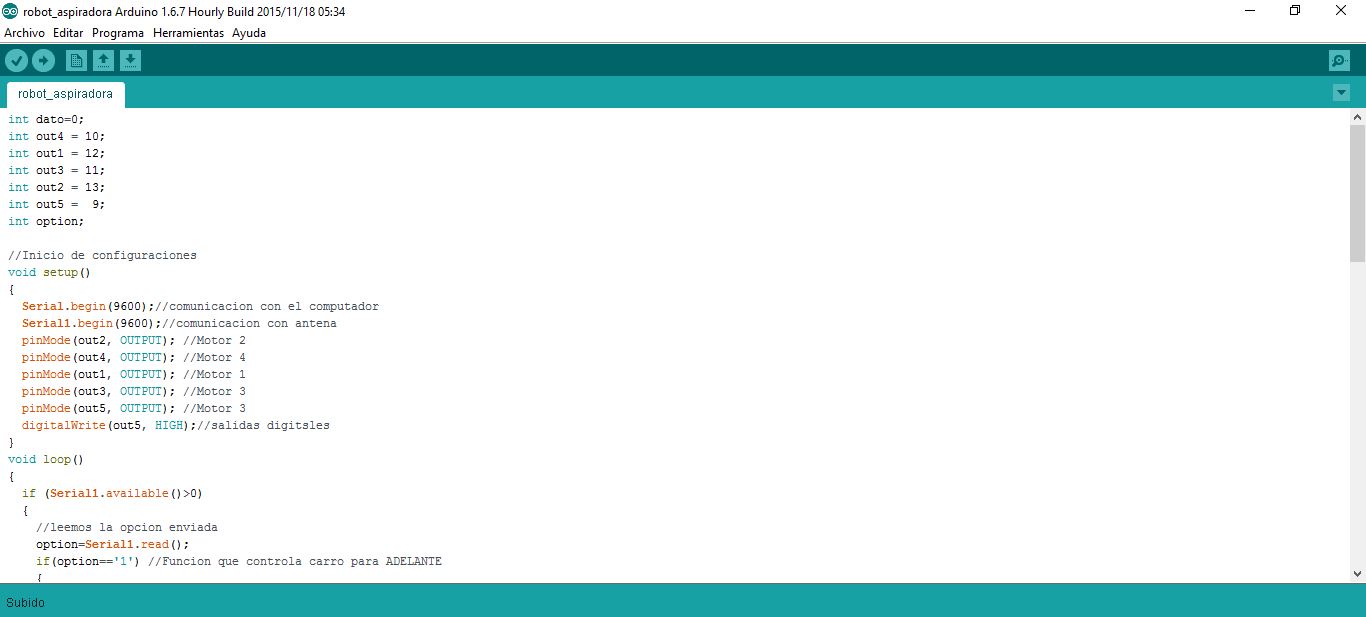 robot_aspiradora Arduino 1.6.7 Hourly Build 2015/11/18 05:34
Archivo Editar Programa Herramientas Ayuda
robot_aspiradora
int dato=0;
int out4 = 10;
int out1 = 12;
int out3 = 11;
int out2 = 13;
int out5 =  9;
int option;
//Inicio de configuraciones
void setup()
{
Serial.begin(9600);//comunicacion con el computador
Serial1.begin(9600);//comunicacion con antena
pinMode(out2, OUTPUT); //Motor 2
pinMode(out4, OUTPUT); //Motor 4
pinMode(out1, OUTPUT); //Motor 1
pinMode(out3, OUTPUT); //Motor 3
pinMode(out5, OUTPUT); //Motor 3
digitalWrite(out5, HIGH);//salidas digitsles
}
void loop()
{
if (Serial1.available()>0)
{
//leemos la opcion enviada
option=Serial1.read();
if(option=='1') //Funcion que controla carro para ADELANTE
{
Subido